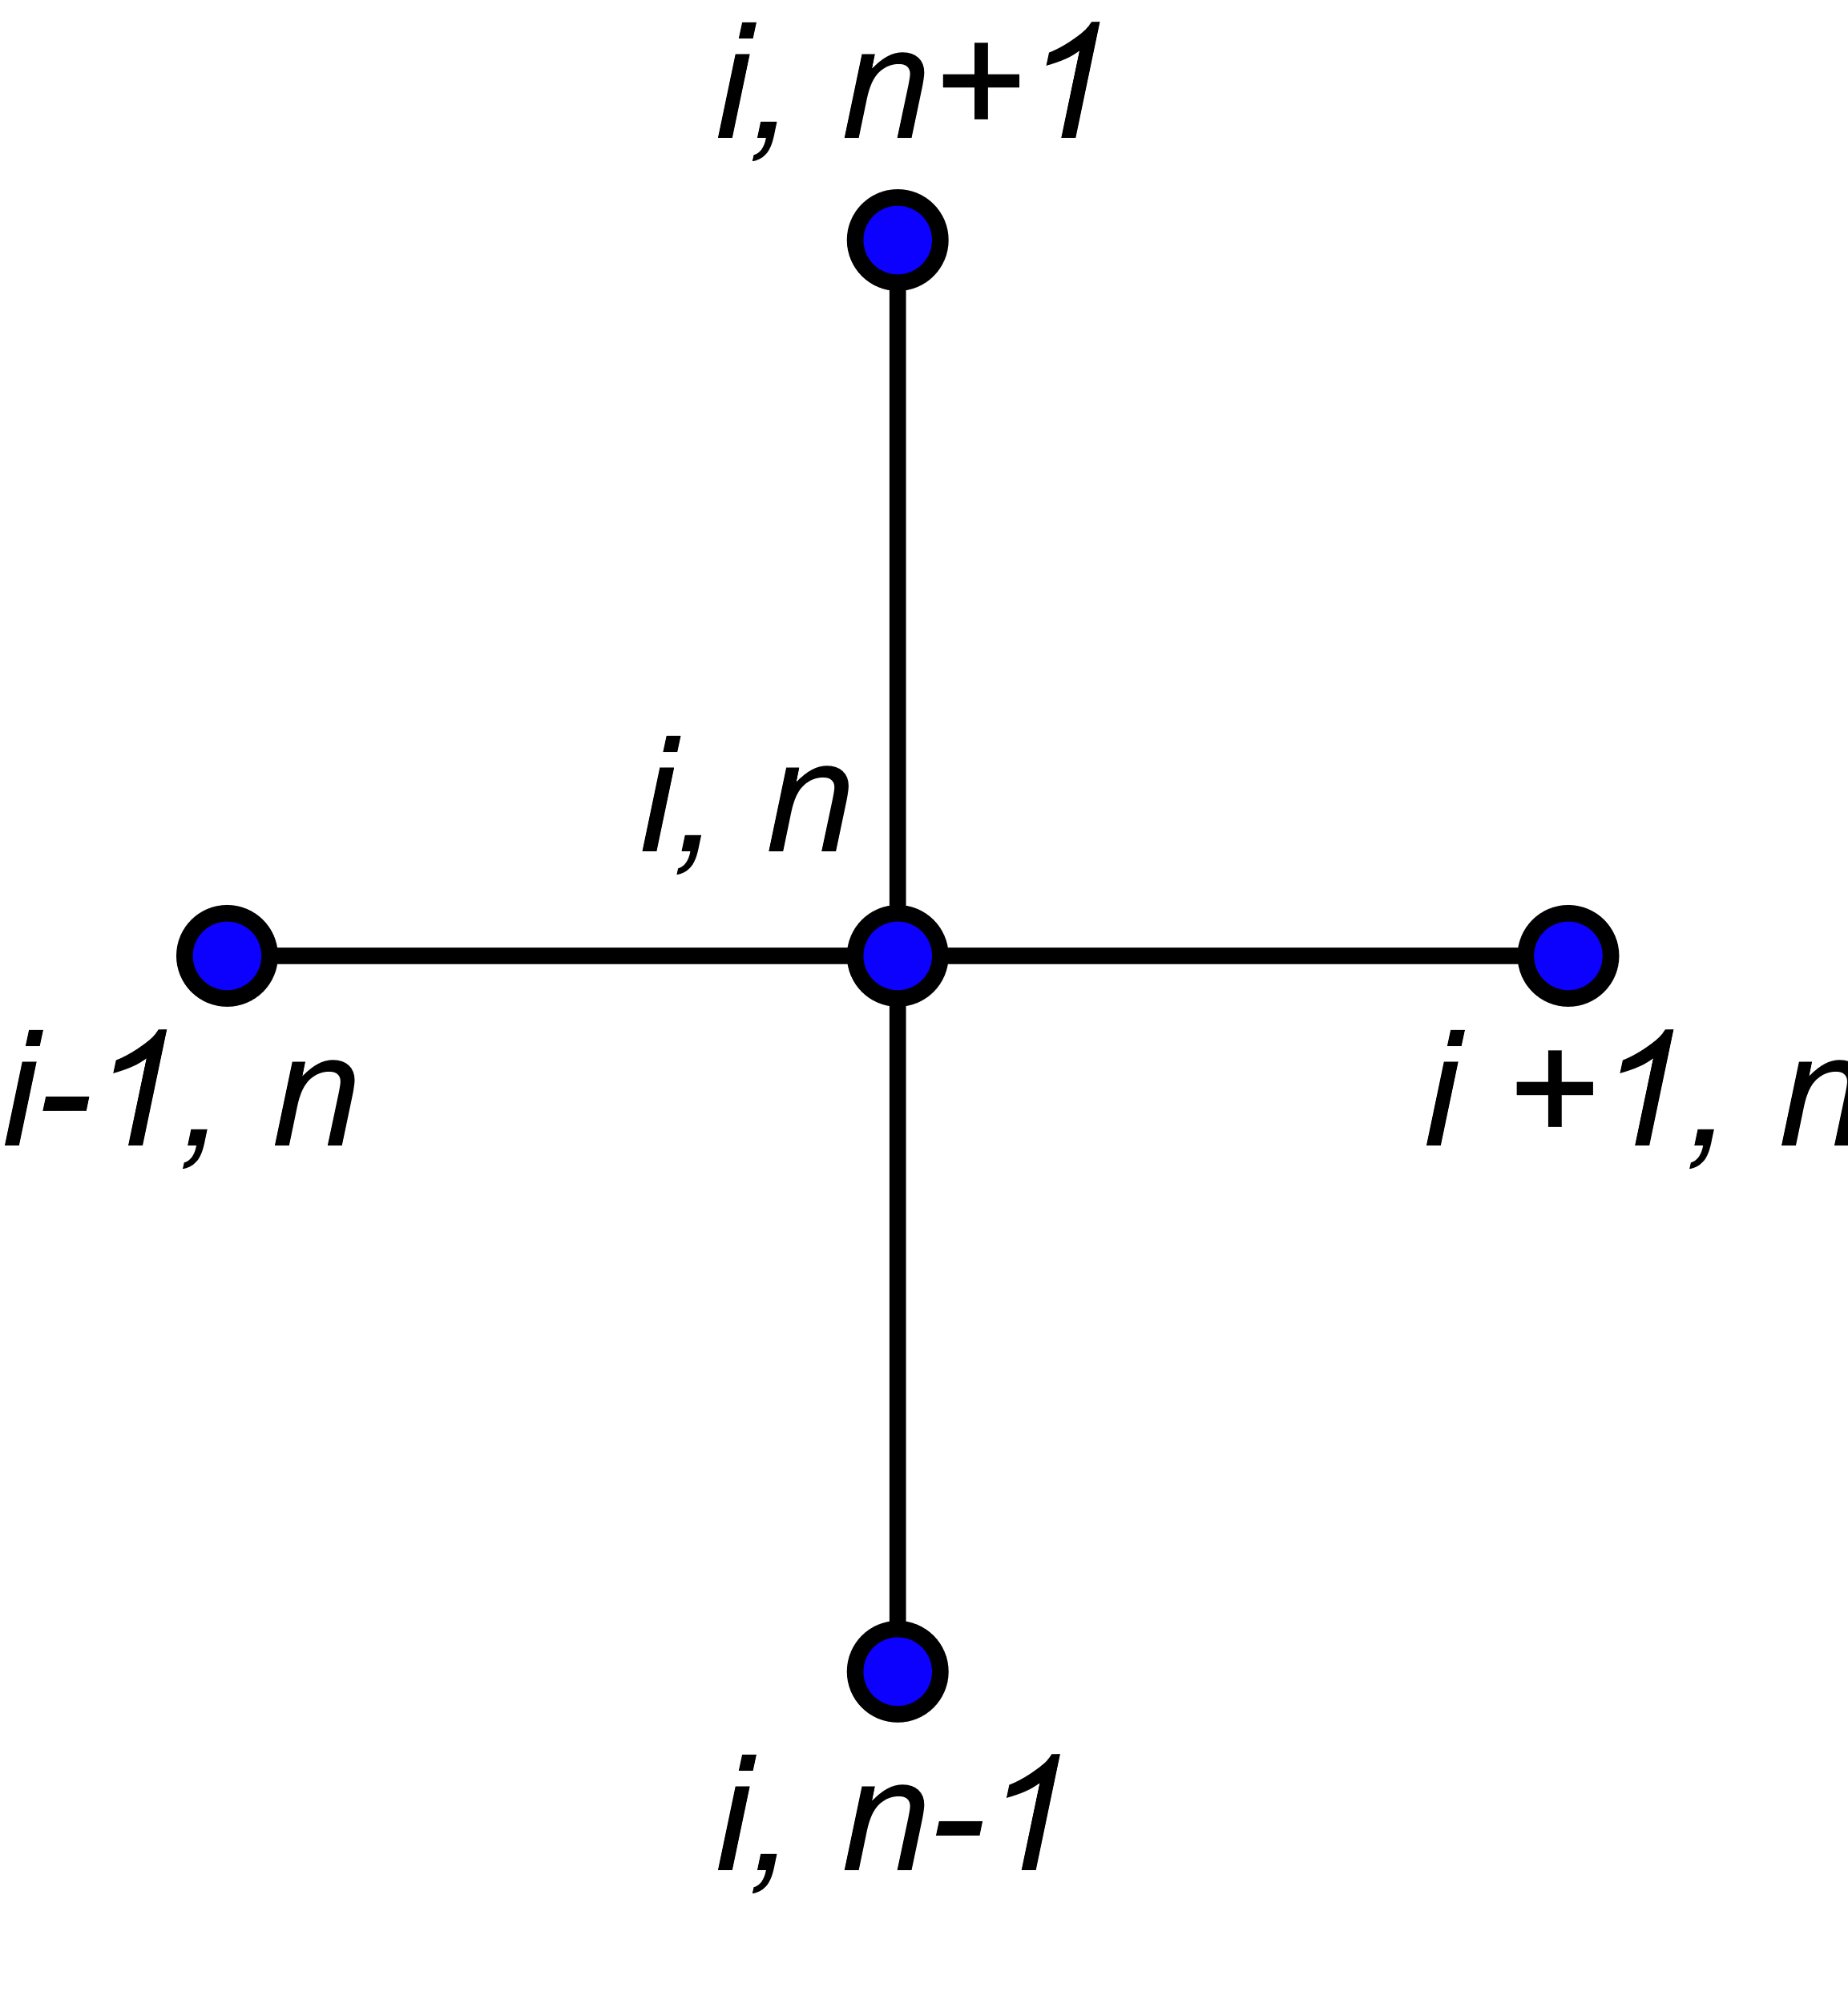 i, n+1
i, n
i-1, n
i +1, n
i, n-1